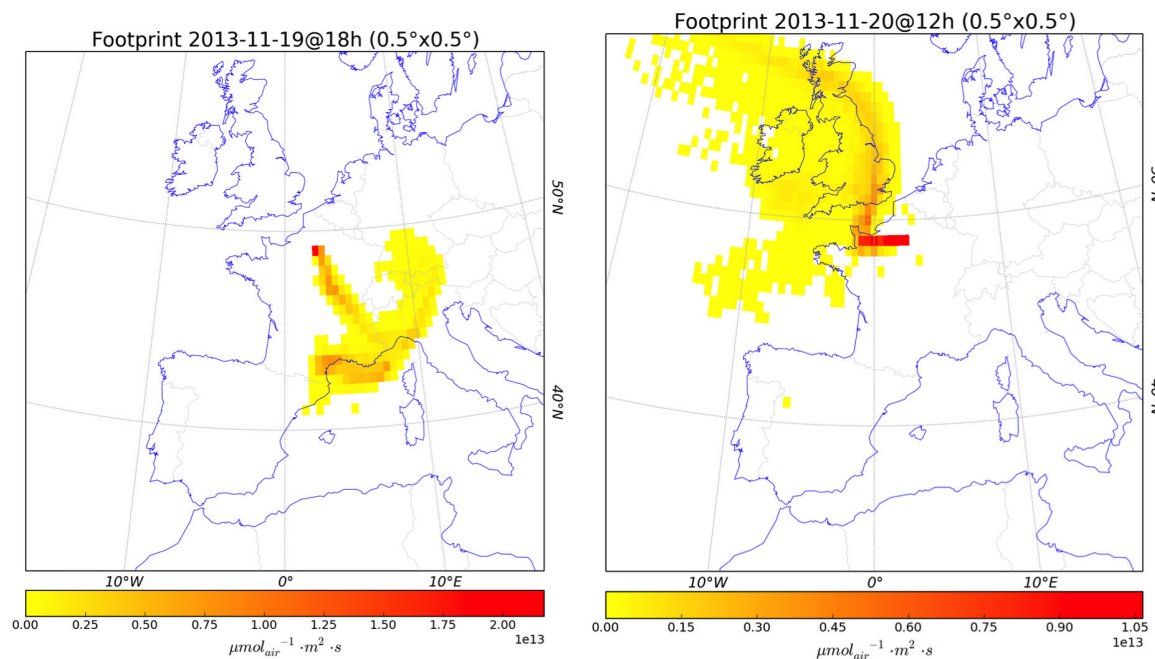 Footprint 2013-11-19@18h (0.5°x0.5°)
50°N
40°N
10°W 0° 10°E
0.00 0.25 0.50 0.75 1.00 1.25 1.50 1.75 2.00
1e13
μmol_air⁻¹ · m² · s
Footprint 2013-11-20@12h (0.5°x0.5°)
10°W 0° 10°E
0.00 0.15 0.30 0.45 0.60 0.75 0.90 1.05
1e13
μmol_air⁻¹ · m² · s